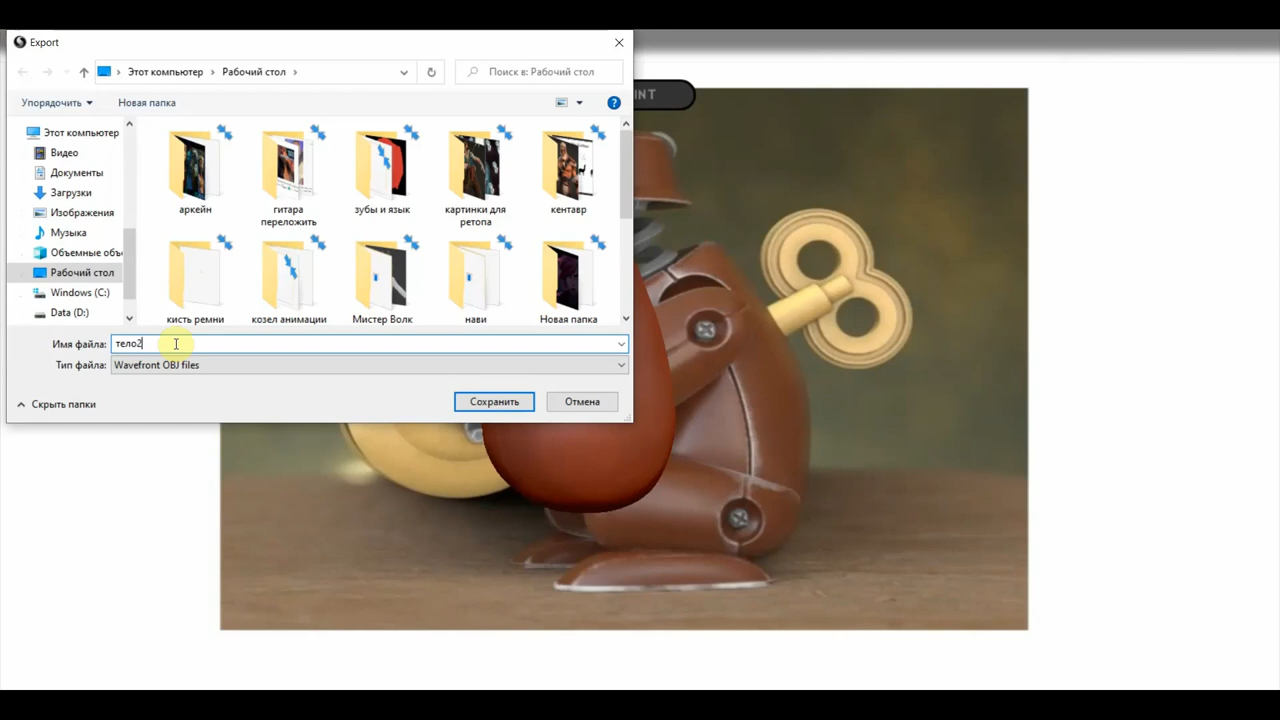 Export
Этот компьютер › Рабочий стол ›
Поиск в: Рабочий стол
INT
Упорядочить
Новая папка
Этот компьютер
Видео
Документы
Загрузки
Изображения
Музыка
Объемные объ
Рабочий стол
Windows (C:)
Data (D:)
аркейн
гитара
переложить
зубы и язык
картинки для
ретопа
кентавр
кисть ремни
козел анимации
Мистер Волк
нави
Новая папка
Имя файла: тело2
Тип файла: Wavefront OBJ files
Скрыть папки
Сохранить
Отмена